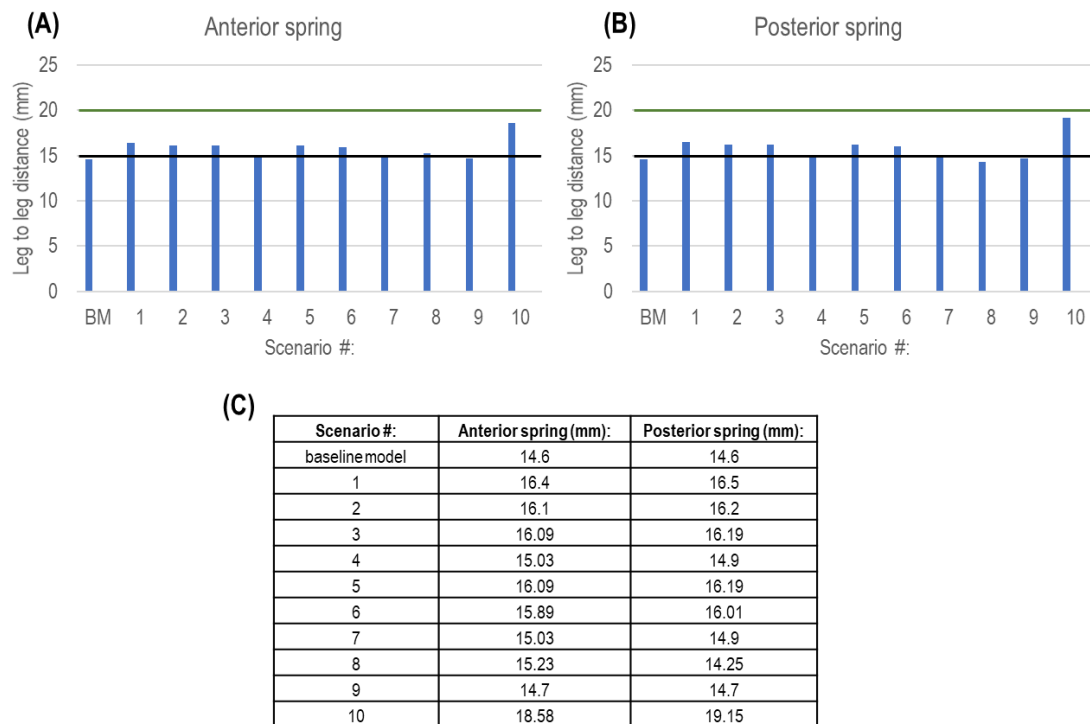 (A) Anterior spring
Leg to leg distance (mm)
25
20
15
10
5
0
BM 1 2 3 4 5 6 7 8 9 10
Scenario #:
(B) Posterior spring
Leg to leg distance (mm)
25
20
15
10
5
0
BM 1 2 3 4 5 6 7 8 9 10
Scenario #:
(C)
Scenario #: Anterior spring (mm): Posterior spring (mm):
baseline model 14.6 14.6
1 16.4 16.5
2 16.1 16.2
3 16.09 16.19
4 15.03 14.9
5 16.09 16.19
6 15.89 16.01
7 15.03 14.9
8 15.23 14.25
9 14.7 14.7
10 18.58 19.15